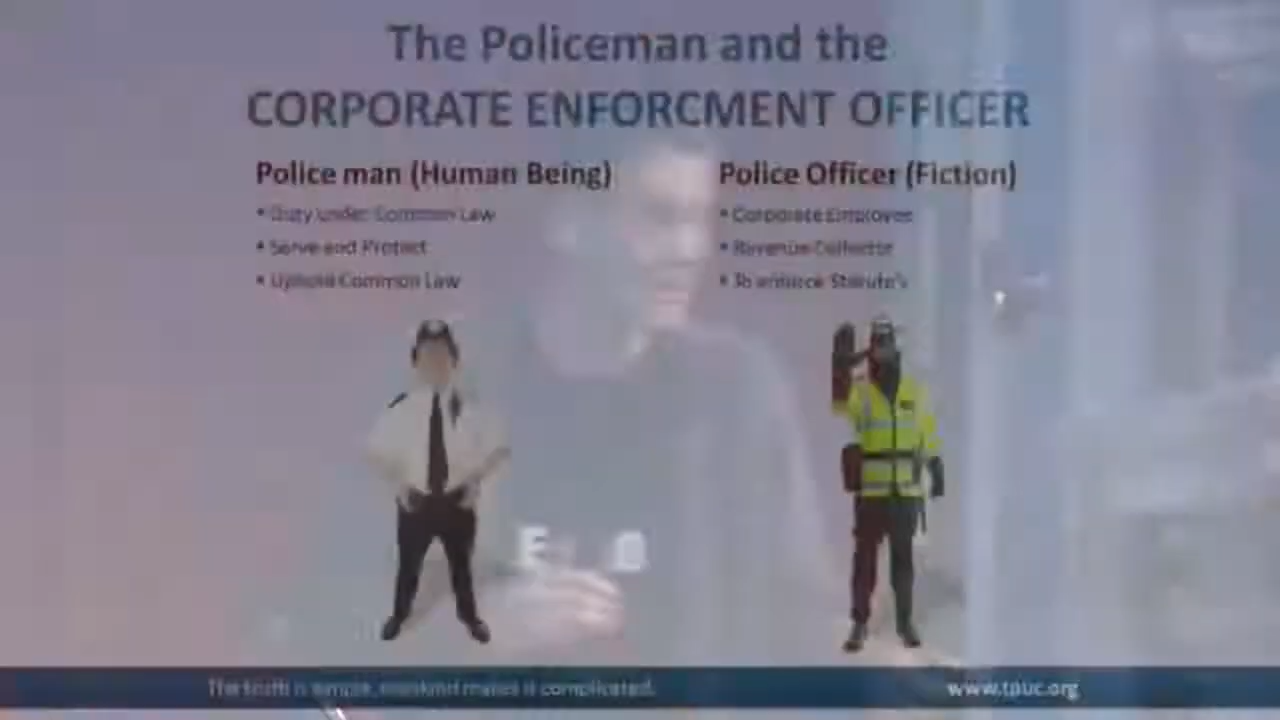 The Policeman and the
CORPORATE ENFORCMENT OFFICER
Police man (Human Being)
• Duty under Common Law
• Serve and Protect
• Uphold Common Law
Police Officer (Fiction)
• Corporate Employee
• Revenue Collector
• To enforce Statute's
E
The truth is simple, mankind makes it complicated.
www.tpuc.org